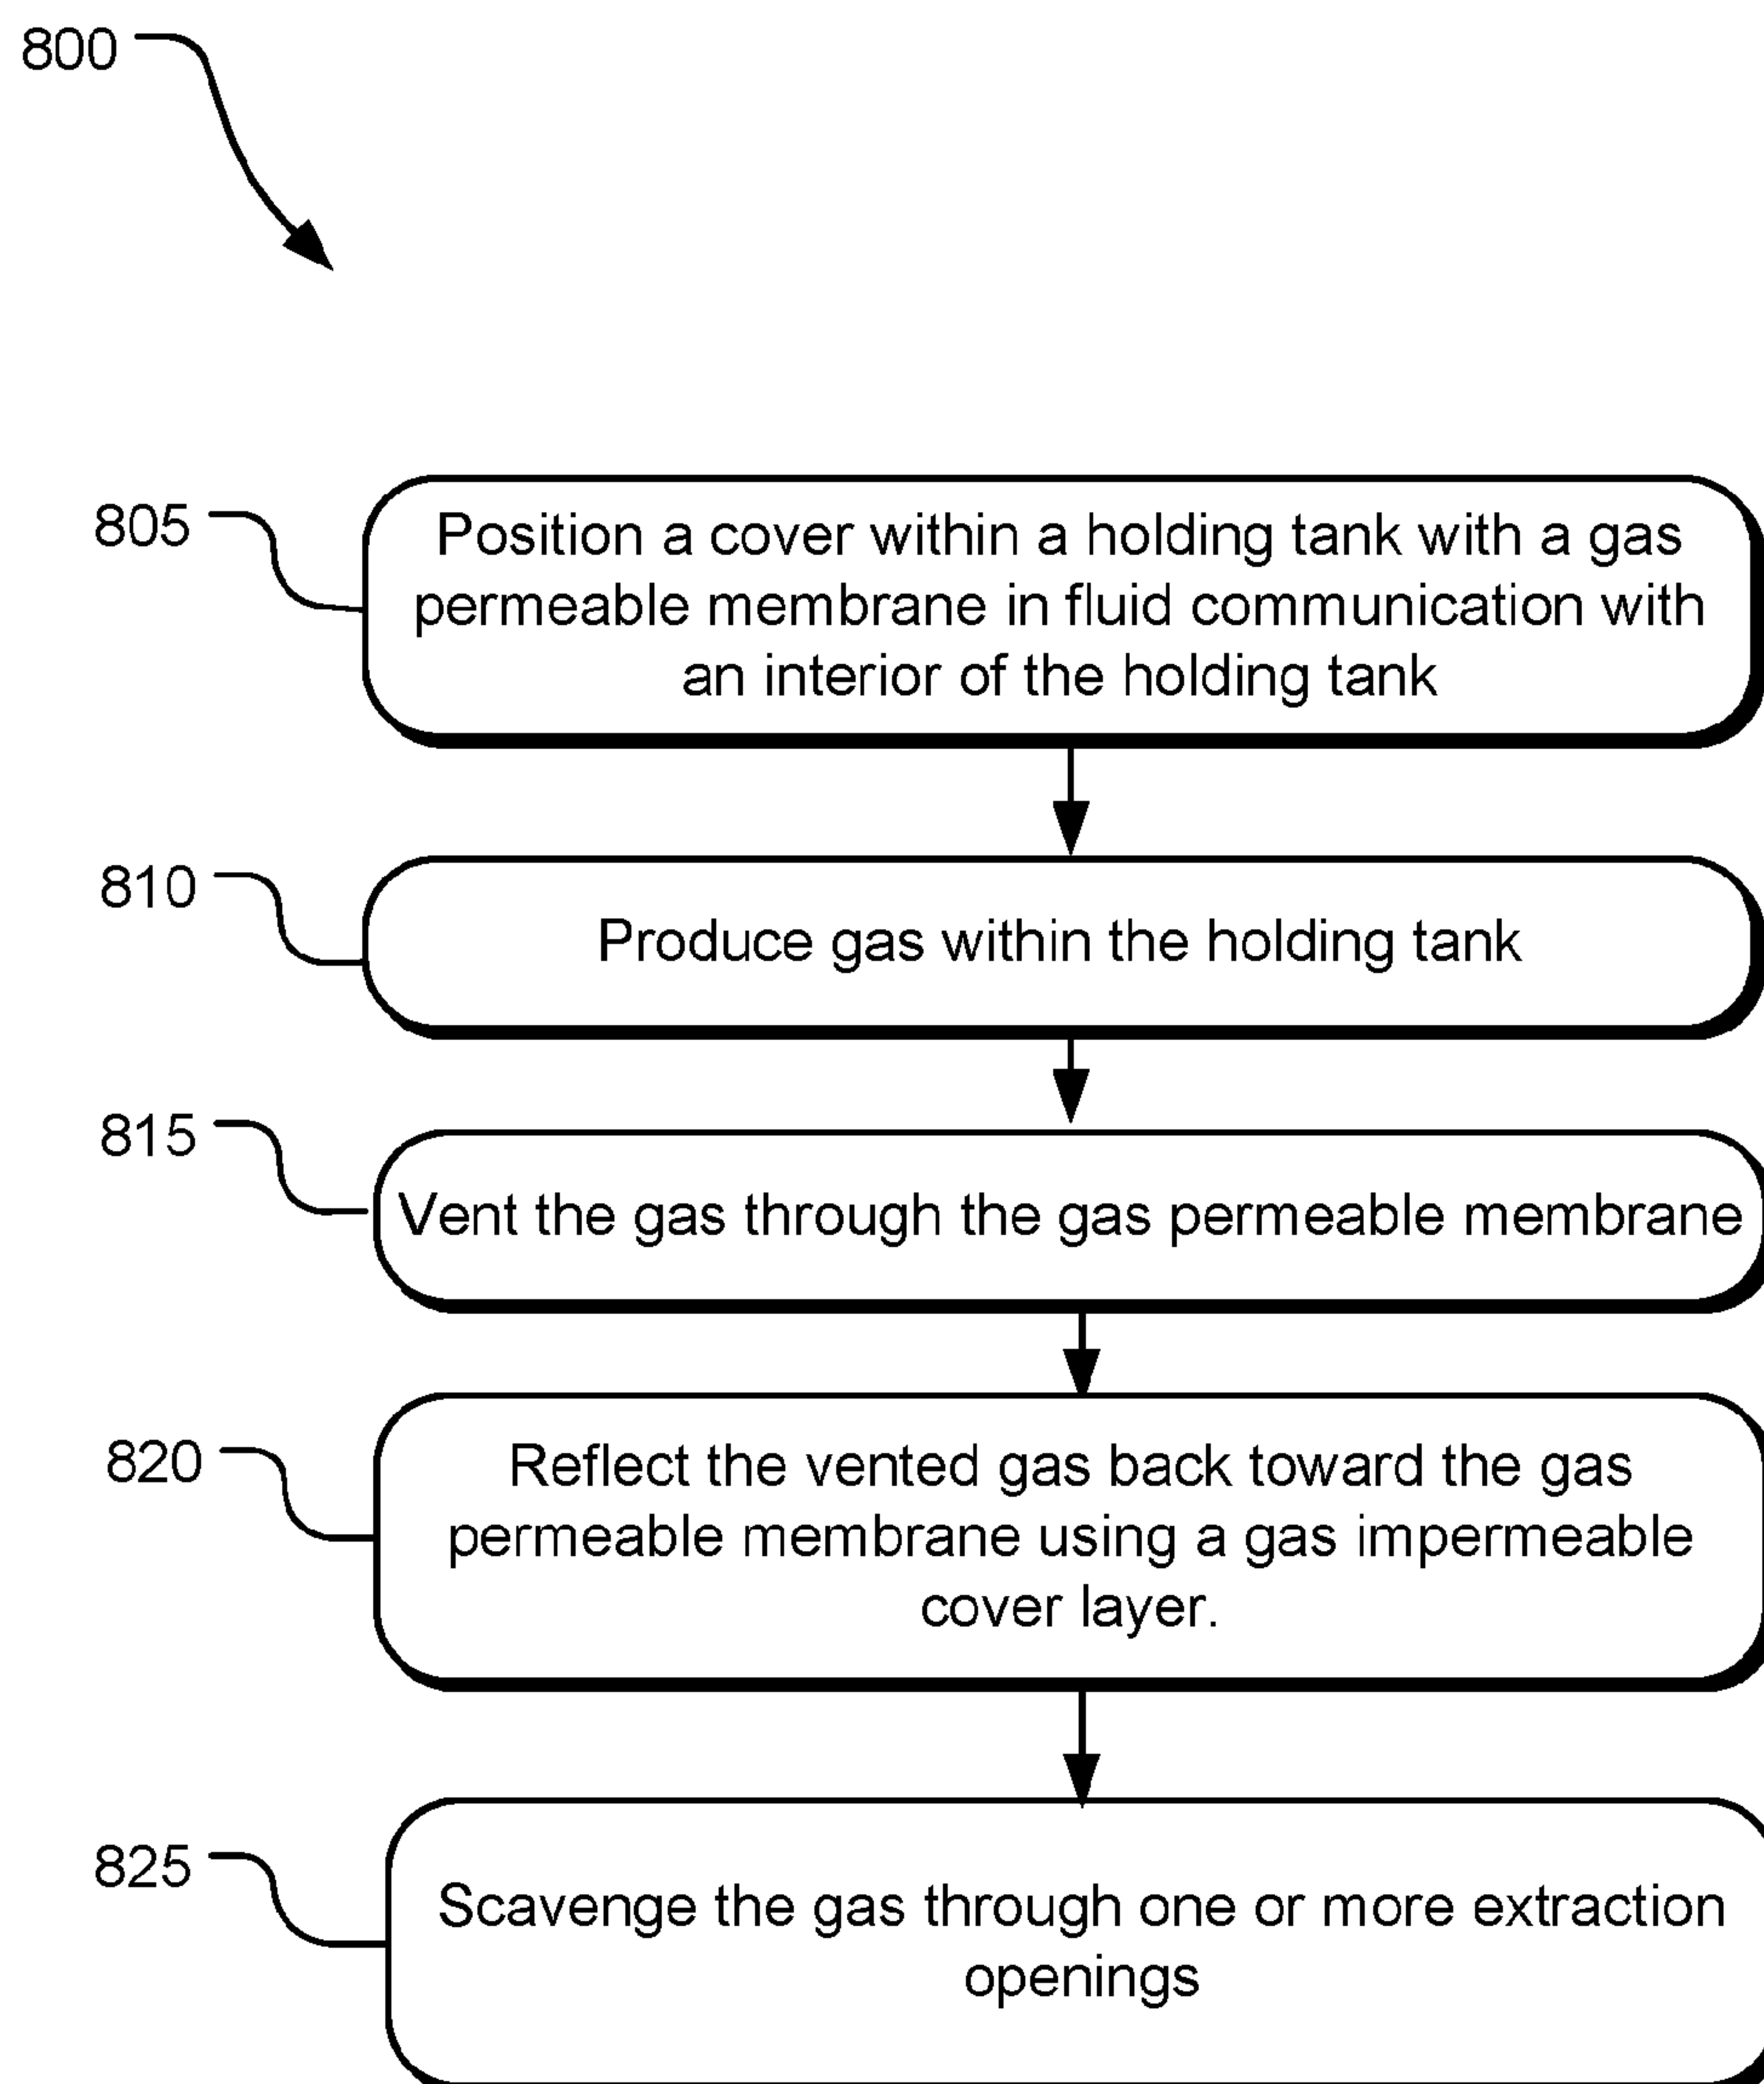 800
805
Position a cover within a holding tank with a gas
permeable membrane in fluid communication with
an interior of the holding tank
810
Produce gas within the holding tank
815
Vent the gas through the gas permeable membrane
820
Reflect the vented gas back toward the gas
permeable membrane using a gas impermeable
cover layer.
825
Scavenge the gas through one or more extraction
openings